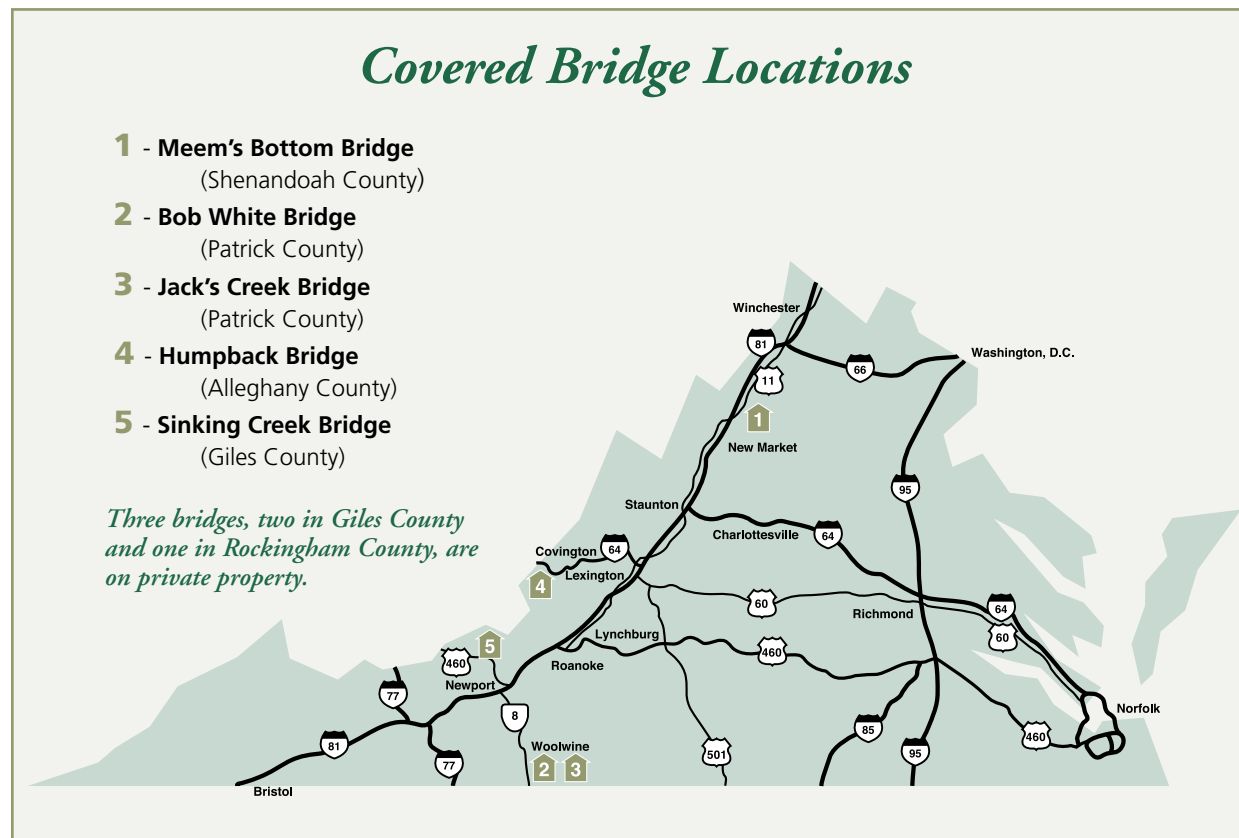 Covered Bridge Locations
1 - Meem's Bottom Bridge
(Shenandoah County)
2 - Bob White Bridge
(Patrick County)
3 - Jack's Creek Bridge
(Patrick County)
4 - Humpback Bridge
(Alleghany County)
5 - Sinking Creek Bridge
(Giles County)
Three bridges, two in Giles County
and one in Rockingham County, are
on private property.
Winchester
81
11
66
Washington, D.C.
1
New Market
95
Staunton
Charlottesville
64
Covington
64
Lexington
4
60
Richmond
64
60
Lynchburg
460
Roanoke
5
460
Newport
77
8
Norfolk
81
77
Woolwine
2
3
501
85
95
460
Bristol